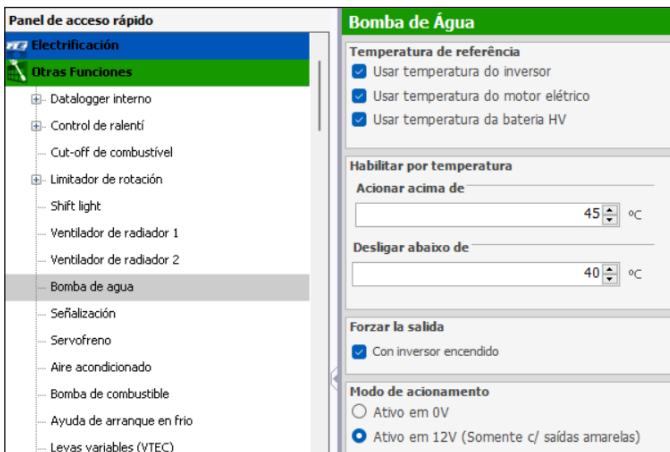 Panel de acceso rápido
Electrificación
Otras Funciones
Datalogger interno
Control de ralentí
Cut-off de combustível
Limitador de rotación
Shift light
Ventilador de radiador 1
Ventilador de radiador 2
Bomba de agua
Señalización
Servofreno
Aire acondicionado
Bomba de combustible
Ayuda de arranque en frio
Levas variables (VTEC)
Bomba de Água
Temperatura de referência
Usar temperatura do inversor
Usar temperatura do motor elétrico
Usar temperatura da bateria HV
Habilitar por temperatura
Acionar acima de
45 ºC
Desligar abaixo de
40 ºC
Forzar la salida
Con inversor encendido
Modo de acionamento
Ativo em 0V
Ativo em 12V (Somente c/ saídas amarelas)